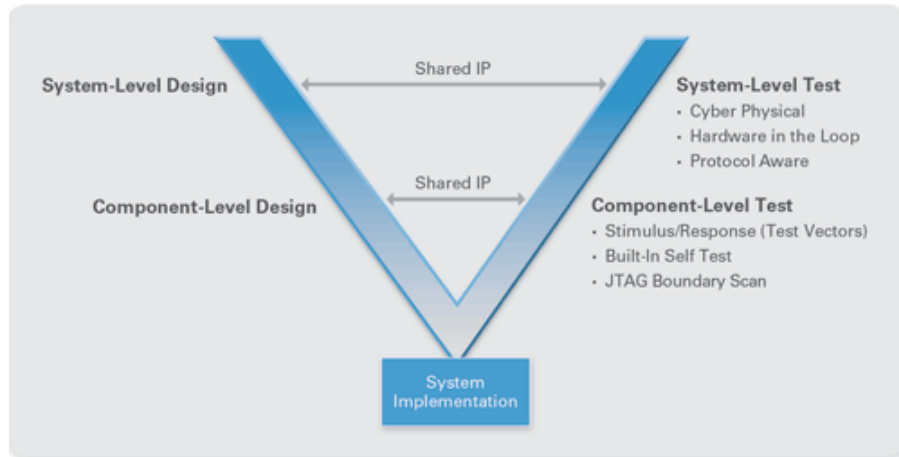 Shared IP
System-Level Design
System-Level Test
• Cyber Physical
• Hardware in the Loop
• Protocol Aware
Shared IP
Component-Level Design
Component-Level Test
• Stimulus/Response (Test Vectors)
• Built-In Self Test
• JTAG Boundary Scan
System
Implementation